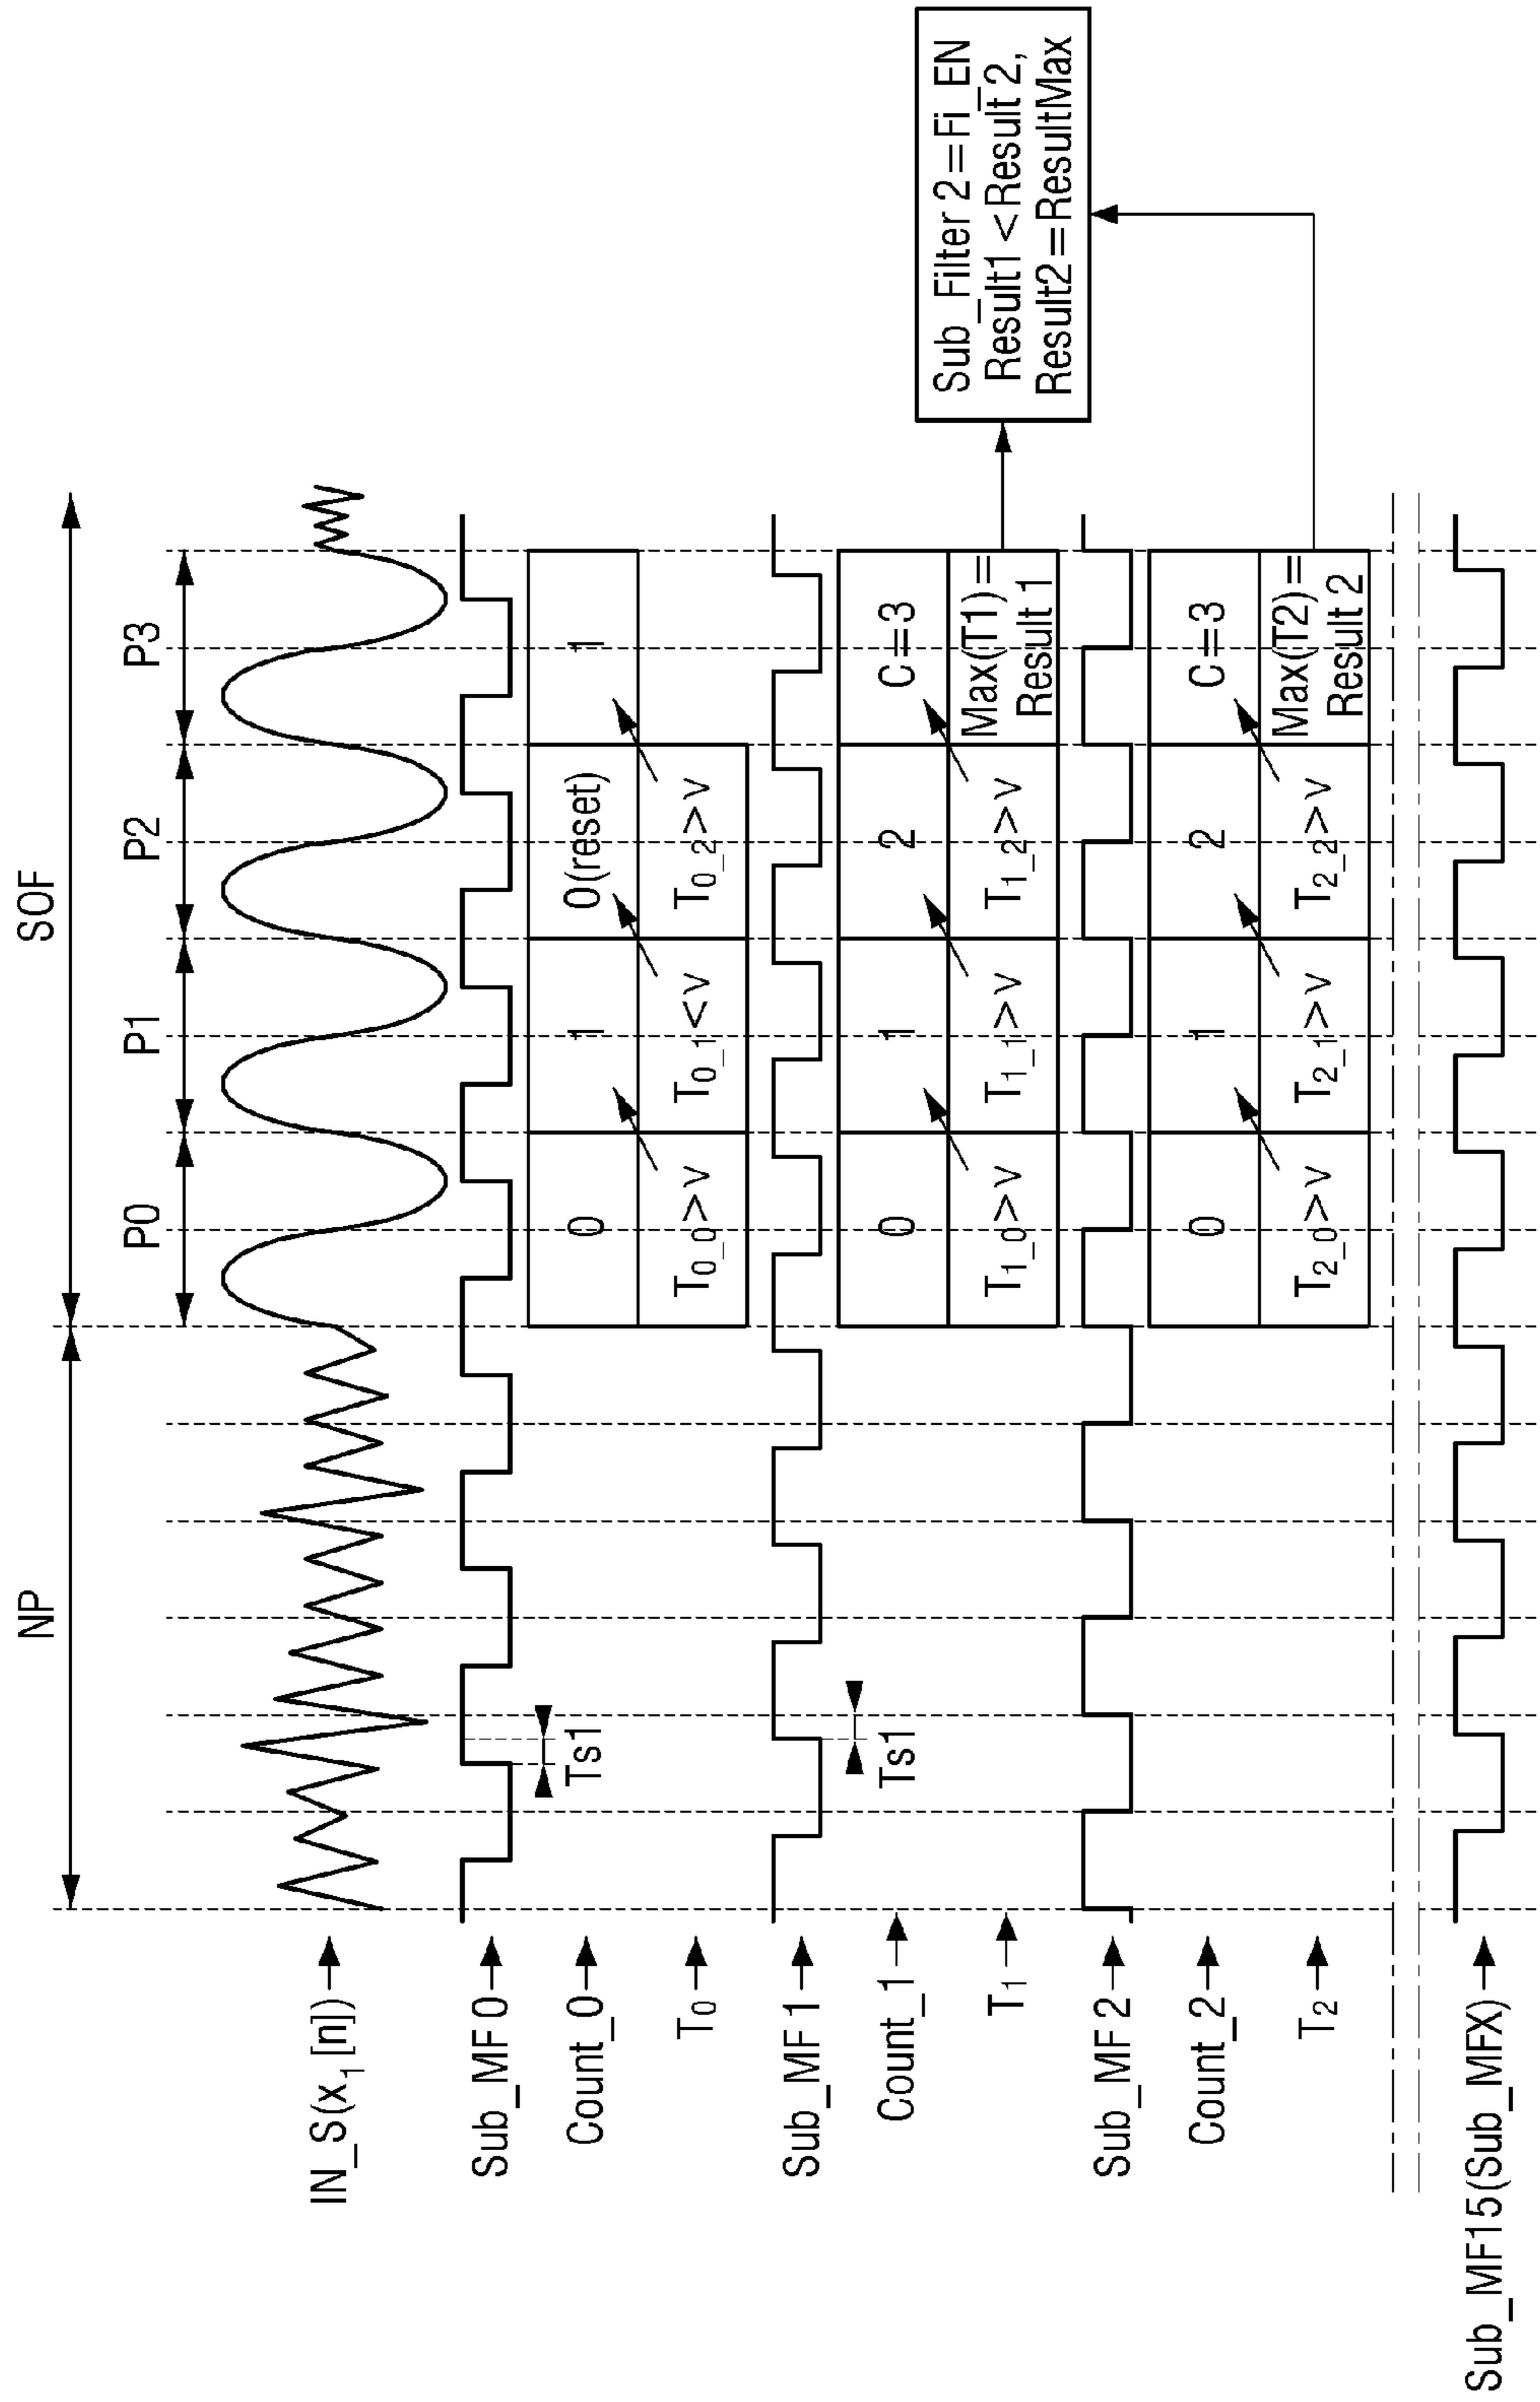 NP
SOF
P0
P1
P2
P3
IN_S(x1[n])
Sub_MF 0
Ts1
Count_0
0
1
0(reset)
1
T0
T0_0>V
T0_1<V
T0_2>V
Sub_MF 1
Ts1
Count_1
0
1
2
C=3
T1
T1_0>V
T1_1>V
T1_2>V
Max(T1)=
Result 1
Sub_Filter 2=Fi_EN
Result1<Result 2,
Result2=ResultMax
Sub_MF 2
Count_2
0
1
2
C=3
T2
T2_0>V
T2_1>V
T2_2>V
Max(T2)=
Result 2
Sub_MF15(Sub_MFX)